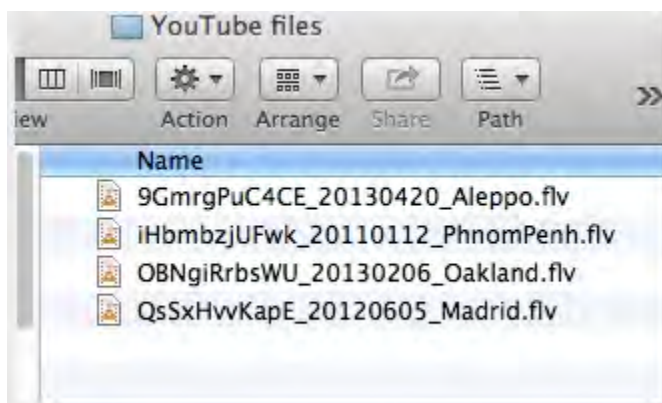 YouTube files
iew Action Arrange Share Path
Name
9GmrgPuC4CE_20130420_Aleppo.flv
iHbmbzjUFwk_20110112_PhnomPenh.flv
OBNgiRrbsWU_20130206_Oakland.flv
QsSxHvvKapE_20120605_Madrid.flv